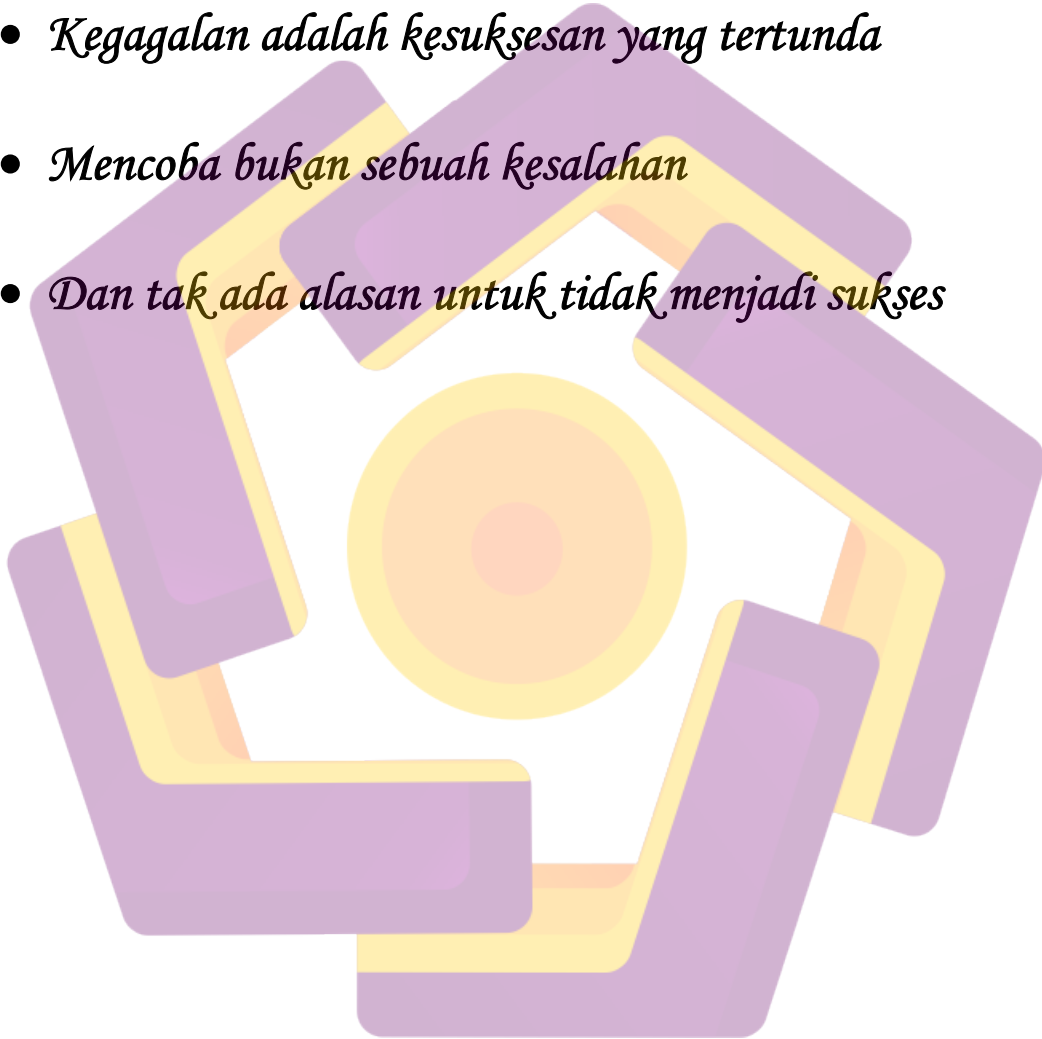 • Kegagalan adalah kesuksesan yang tertunda
• Mencoba bukan sebuah kesalahan
• Dan tak ada alasan untuk tidak menjadi sukses